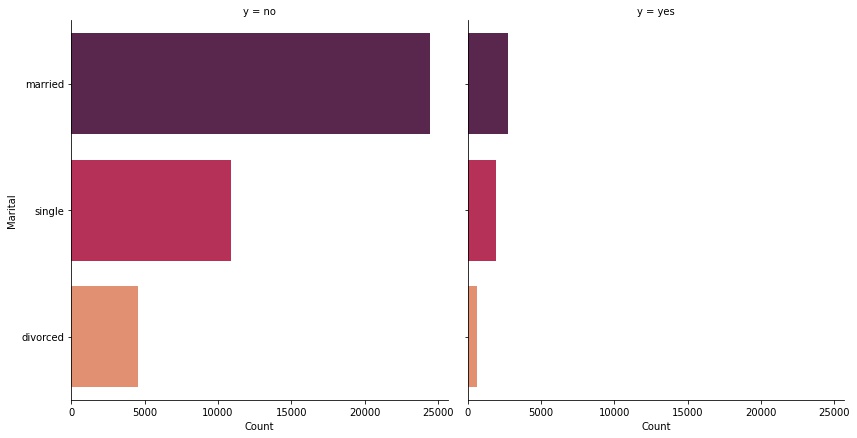 y = no
y = yes
married
single
divorced
Marital
0 5000 10000 15000 20000 25000
0 5000 10000 15000 20000 25000
Count
Count